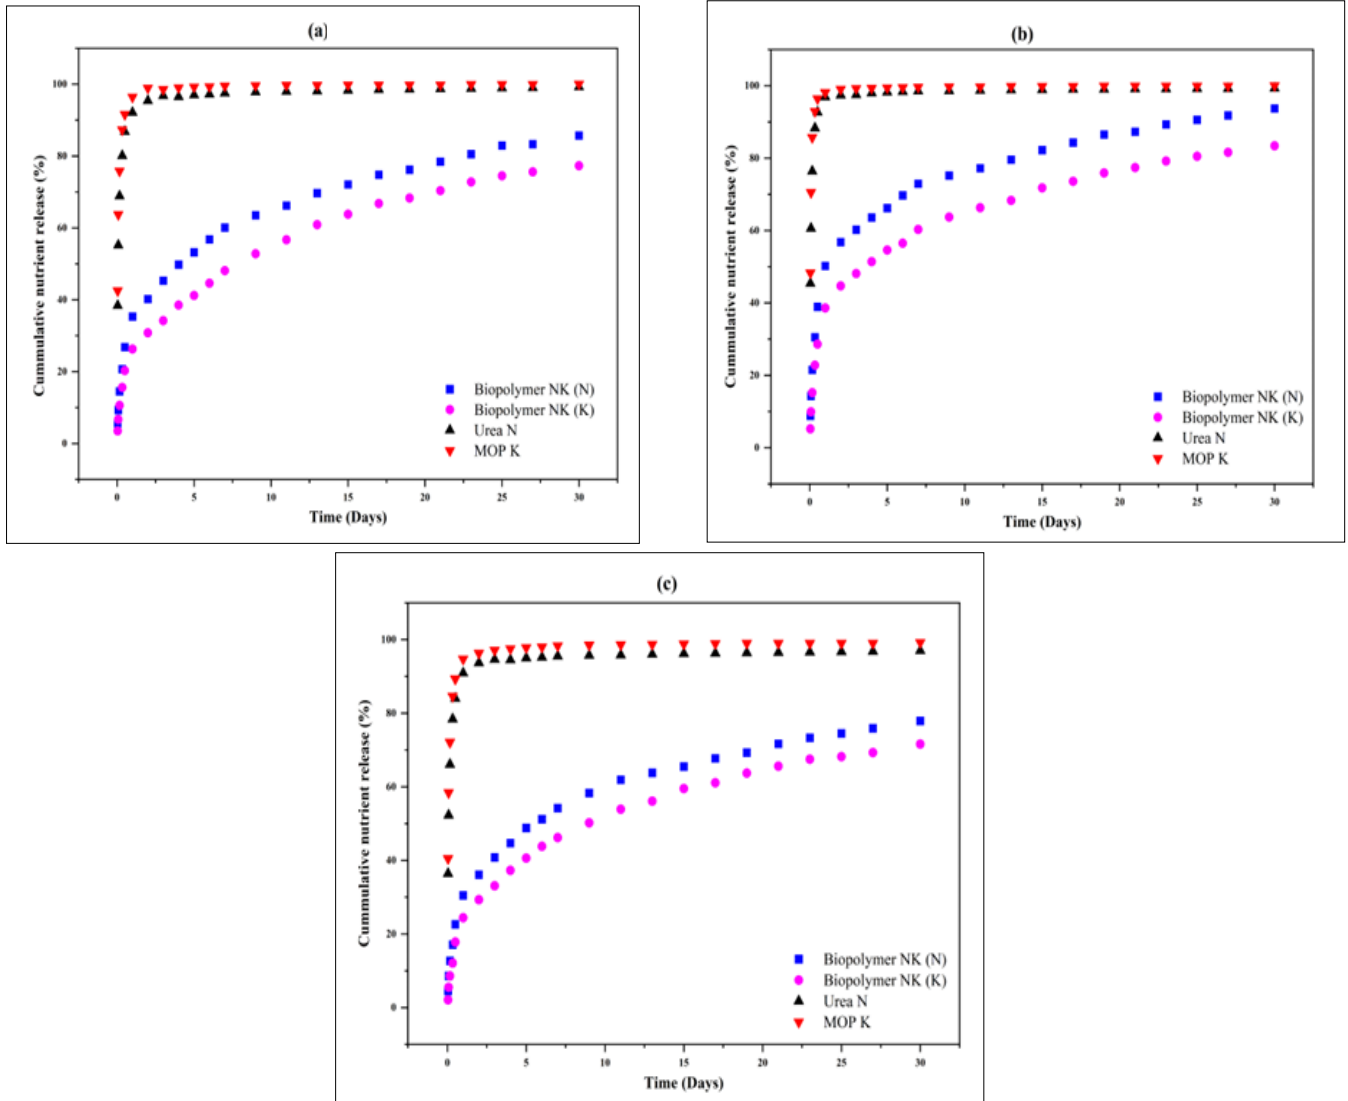 (a)
Cummulative nutrient release (%)
100
80
60
40
20
0
Biopolymer NK (N)
Biopolymer NK (K)
Urea N
MOP K
0 5 10 15 20 25 30
Time (Days)
(b)
Cummulative nutrient release (%)
100
80
60
40
20
0
Biopolymer NK (N)
Biopolymer NK (K)
Urea N
MOP K
0 5 10 15 20 25 30
Time (Days)
(c)
Cummulative nutrient release (%)
100
80
60
40
20
0
Biopolymer NK (N)
Biopolymer NK (K)
Urea N
MOP K
0 5 10 15 20 25 30
Time (Days)